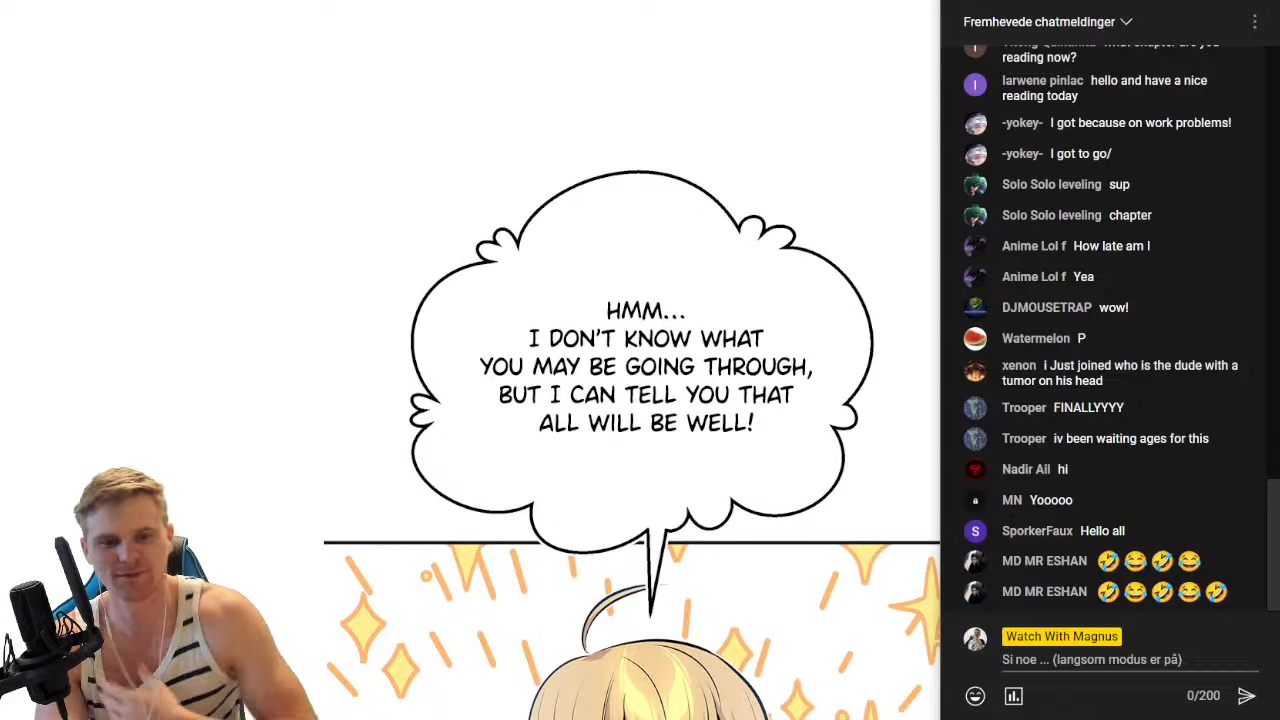 HMM...
I DON'T KNOW WHAT
YOU MAY BE GOING THROUGH,
BUT I CAN TELL YOU THAT
ALL WILL BE WELL!
Fremhevede chatmeldinger
reading now?
larwene pinlac hello and have a nice
reading today
-yokey- I got because on work problems!
-yokey- I got to go/
Solo Solo leveling sup
Solo Solo leveling chapter
Anime Lol f How late am I
Anime Lol f Yea
DJMOUSETRAP wow!
Watermelon P
xenon i Just joined who is the dude with a
tumor on his head
Trooper FINALLYYYY
Trooper iv been waiting ages for this
Nadir Ail hi
MN Yooooo
S SporkerFaux Hello all
MD MR ESHAN 🤣😂🤣😂
MD MR ESHAN 🤣😂🤣😂🤣
Watch With Magnus
Si noe ... (langsom modus er på)
0/200